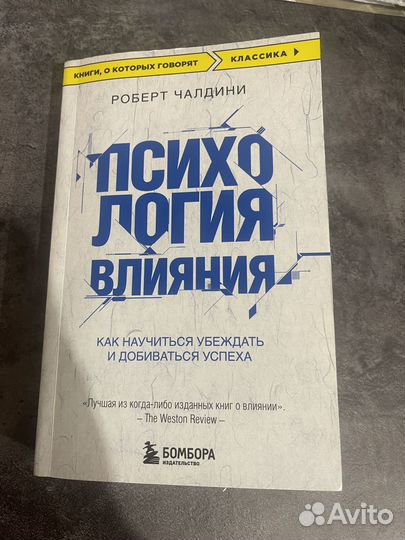 КНИГИ, О КОТОРЫХ ГОВОРЯТ КЛАССИКА
РОБЕРТ ЧАЛДИНИ
ПСИХО
ЛОГИЯ
ВЛИЯНИЯ
КАК НАУЧИТЬСЯ УБЕЖДАТЬ
И ДОБИВАТЬСЯ УСПЕХА
«Лучшая из когда-либо изданных книг о влиянии».
– The Weston Review –
БОМБОРА
ИЗДАТЕЛЬСТВО
Avito